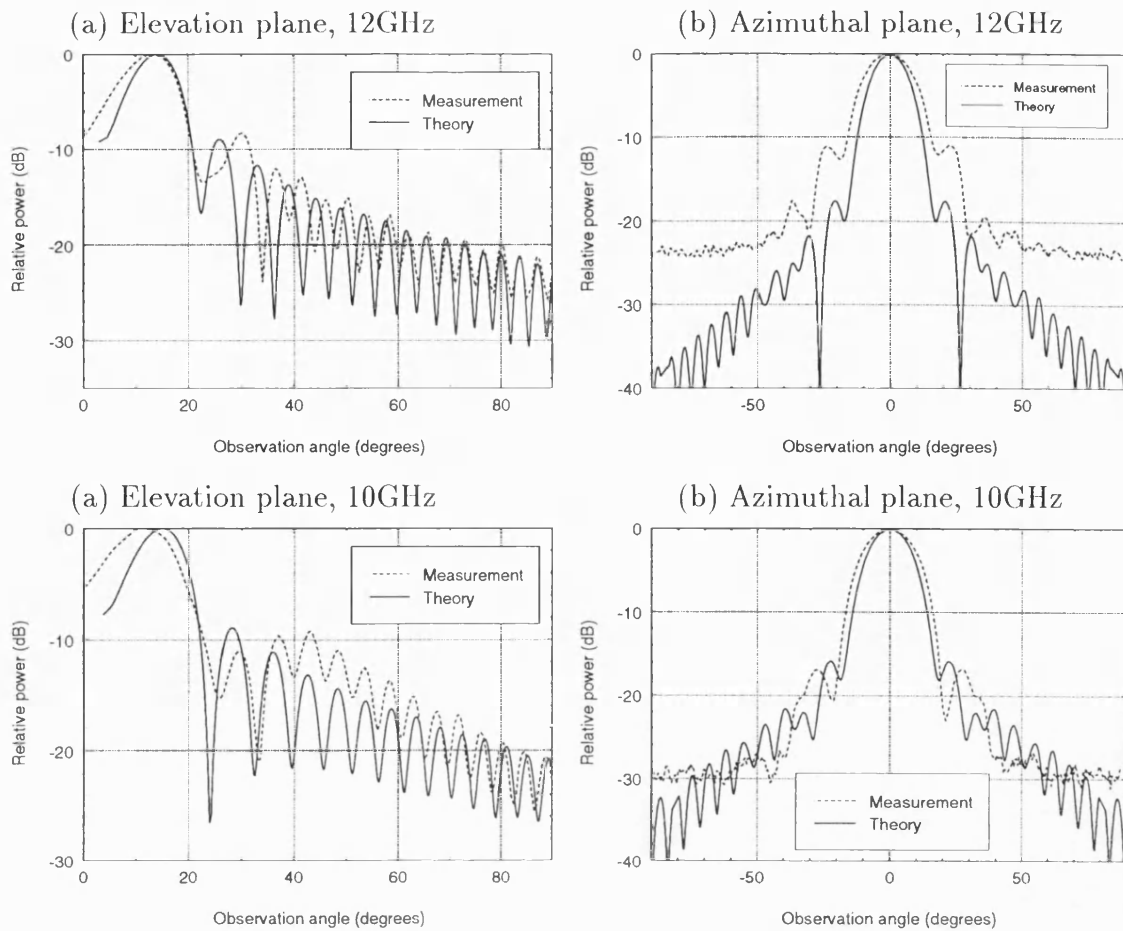 (a) Elevation plane, 12GHz
0
-10
-20
-30
Relative power (dB)
Measurement
Theory
0 20 40 60 80
Observation angle (degrees)
(b) Azimuthal plane, 12GHz
0
-10
-20
-30
-40
Relative power (dB)
Measurement
Theory
-50 0 50
Observation angle (degrees)
(a) Elevation plane, 10GHz
0
-10
-20
-30
Relative power (dB)
Measurement
Theory
0 20 40 60 80
Observation angle (degrees)
(b) Azimuthal plane, 10GHz
0
-10
-20
-30
-40
Relative power (dB)
Measurement
Theory
-50 0 50
Observation angle (degrees)